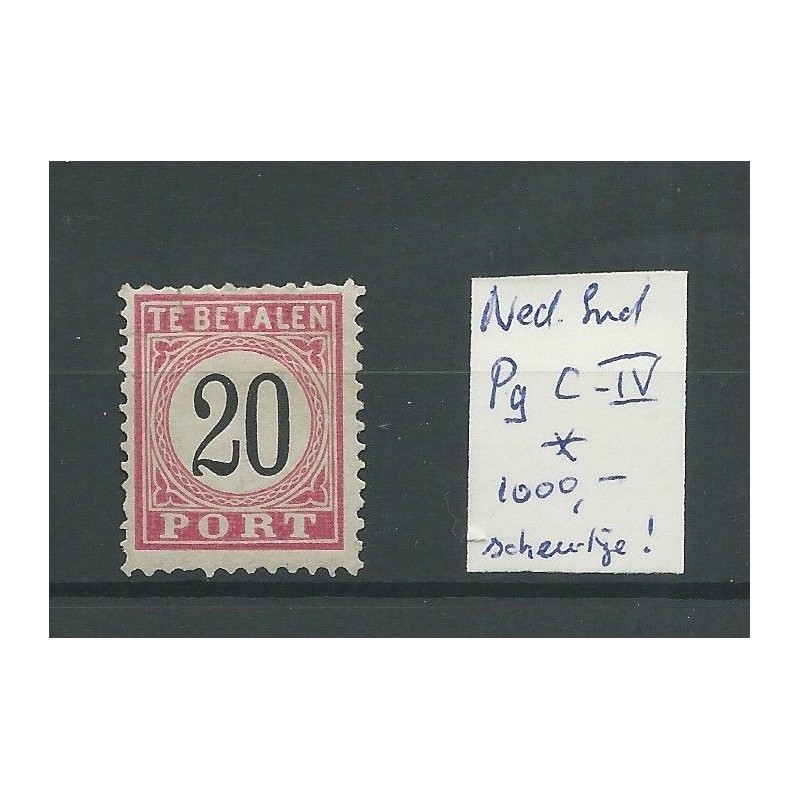 TE BETALEN
20
PORT
Ned. Ind
Pg C-IV
*
1000,-
scheurtje!